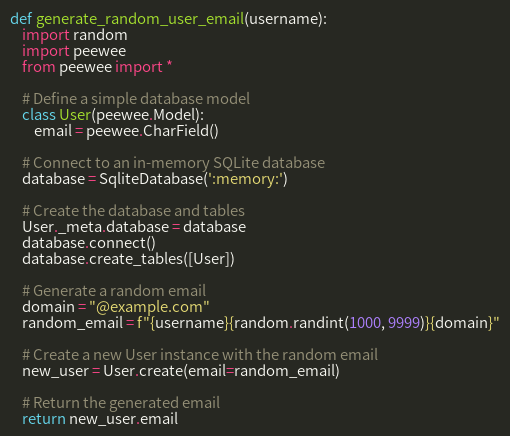 def generate_random_user_email(username):
    import random
    import peewee
    from peewee import *

    # Define a simple database model
    class User(peewee.Model):
        email = peewee.CharField()

    # Connect to an in-memory SQLite database
    database = SqliteDatabase(':memory:')

    # Create the database and tables
    User._meta.database = database
    database.connect()
    database.create_tables([User])

    # Generate a random email
    domain = "@example.com"
    random_email = f"{username}{random.randint(1000, 9999)}{domain}"

    # Create a new User instance with the random email
    new_user = User.create(email=random_email)

    # Return the generated email
    return new_user.email